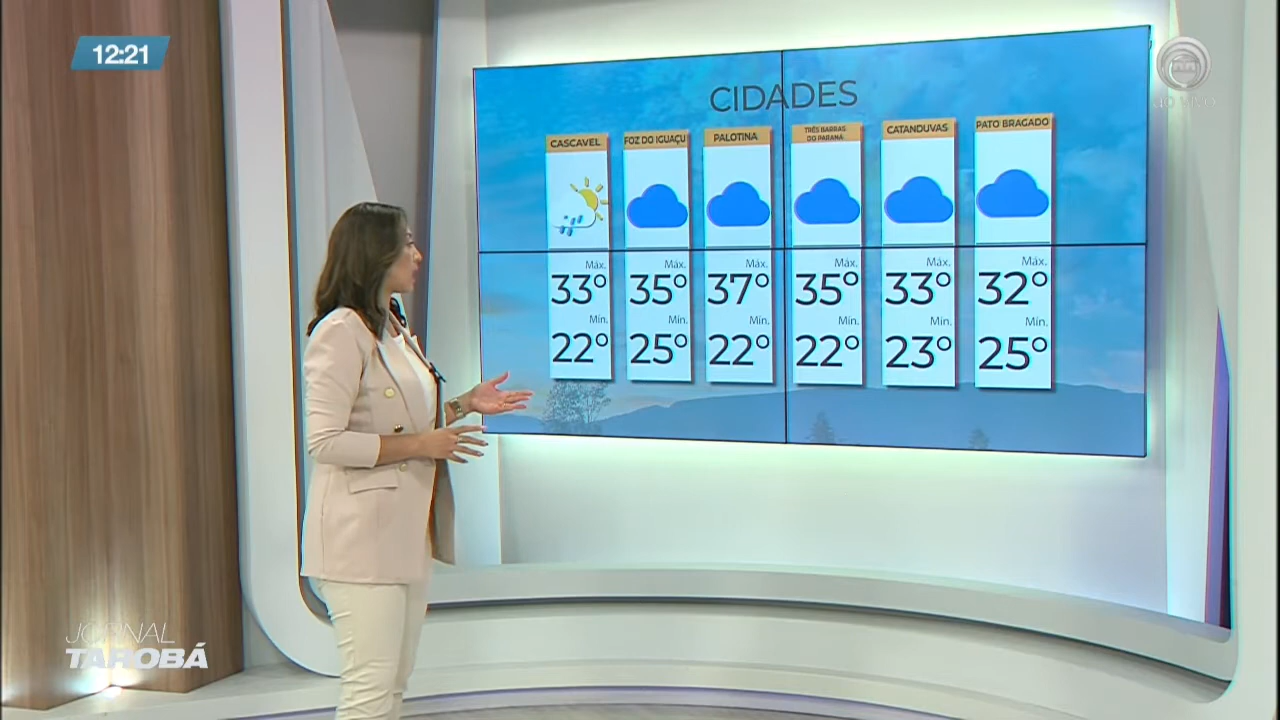 12:21
AO VIVO
CIDADES
CASCAVEL
FOZ DO IGUAÇU
PALOTINA
TRÊS BARRAS
DO PARANÁ
CATANDUVAS
PATO BRAGADO
Máx. Máx. Máx. Máx. Máx. Máx.
33° 35° 37° 35° 33° 32°
Mín. Mín. Mín. Mín. Mín. Mín.
22° 25° 22° 22° 23° 25°
JORNAL
TAROBÁ